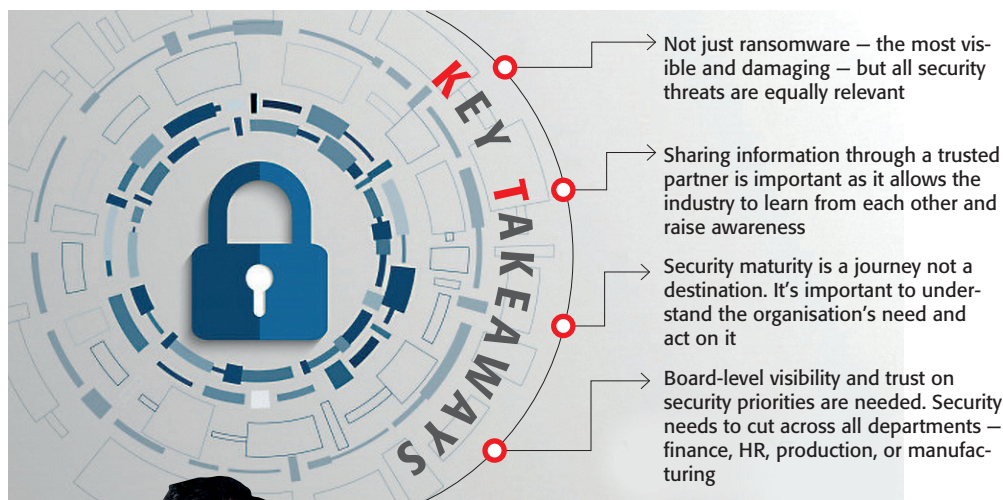 KEY TAKEAWAYS
Not just ransomware — the most vis-
ible and damaging — but all security
threats are equally relevant
Sharing information through a trusted
partner is important as it allows the
industry to learn from each other and
raise awareness
Security maturity is a journey not a
destination. It’s important to under-
stand the organisation’s need and
act on it
Board-level visibility and trust on
security priorities are needed. Security
needs to cut across all departments —
finance, HR, production, or manufac-
turing